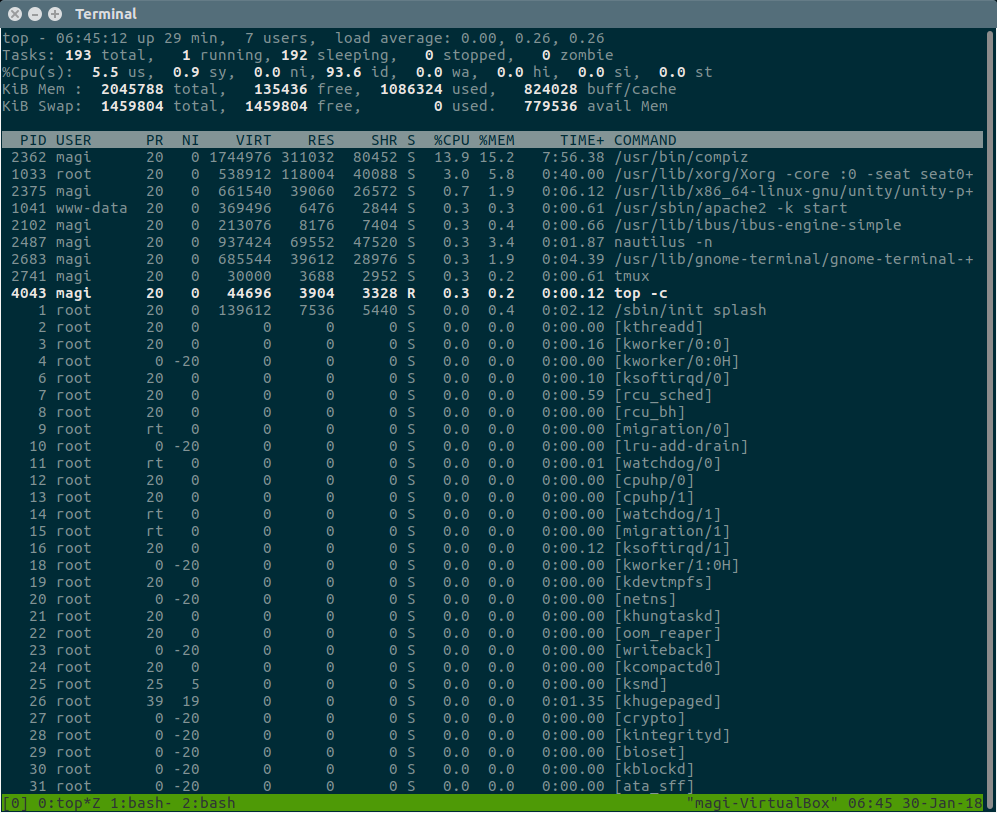 Terminal
top - 06:45:12 up 29 min,  7 users,  load average: 0.00, 0.26, 0.26
Tasks: 193 total,   1 running, 192 sleeping,   0 stopped,   0 zombie
%Cpu(s):  5.5 us,  0.9 sy,  0.0 ni, 93.6 id,  0.0 wa,  0.0 hi,  0.0 si,  0.0 st
KiB Mem :  2045788 total,   135436 free,  1086324 used,   824028 buff/cache
KiB Swap:  1459804 total,  1459804 free,        0 used.   779536 avail Mem
  PID USER      PR  NI    VIRT    RES    SHR S  %CPU %MEM     TIME+ COMMAND
 2362 magi      20   0 1744976 311032  80452 S  13.9 15.2   7:56.38 /usr/bin/compiz
 1033 root      20   0  538912 118004  40088 S   3.0  5.8   0:40.00 /usr/lib/xorg/Xorg -core :0 -seat seat0+
 2375 magi      20   0  661540  39060  26572 S   0.7  1.9   0:06.12 /usr/lib/x86_64-linux-gnu/unity/unity-p+
 1041 www-data  20   0  369496   6476   2844 S   0.3  0.3   0:00.61 /usr/sbin/apache2 -k start
 2102 magi      20   0  213076   8176   7404 S   0.3  0.4   0:00.66 /usr/lib/ibus/ibus-engine-simple
 2487 magi      20   0  937424  69552  47520 S   0.3  3.4   0:01.87 nautilus -n
 2683 magi      20   0  685544  39612  28976 S   0.3  1.9   0:04.39 /usr/lib/gnome-terminal/gnome-terminal-+
 2741 magi      20   0   30000   3688   2952 S   0.3  0.2   0:00.61 tmux
 4043 magi      20   0   44696   3904   3328 R   0.3  0.2   0:00.12 top -c
    1 root      20   0  139612   7536   5440 S   0.0  0.4   0:02.12 /sbin/init splash
    2 root      20   0       0      0      0 S   0.0  0.0   0:00.00 [kthreadd]
    3 root      20   0       0      0      0 S   0.0  0.0   0:00.16 [kworker/0:0]
    4 root       0 -20       0      0      0 S   0.0  0.0   0:00.00 [kworker/0:0H]
    6 root      20   0       0      0      0 S   0.0  0.0   0:00.10 [ksoftirqd/0]
    7 root      20   0       0      0      0 S   0.0  0.0   0:00.59 [rcu_sched]
    8 root      20   0       0      0      0 S   0.0  0.0   0:00.00 [rcu_bh]
    9 root      rt   0       0      0      0 S   0.0  0.0   0:00.00 [migration/0]
   10 root       0 -20       0      0      0 S   0.0  0.0   0:00.00 [lru-add-drain]
   11 root      rt   0       0      0      0 S   0.0  0.0   0:00.01 [watchdog/0]
   12 root      20   0       0      0      0 S   0.0  0.0   0:00.00 [cpuhp/0]
   13 root      20   0       0      0      0 S   0.0  0.0   0:00.00 [cpuhp/1]
   14 root      rt   0       0      0      0 S   0.0  0.0   0:00.00 [watchdog/1]
   15 root      rt   0       0      0      0 S   0.0  0.0   0:00.00 [migration/1]
   16 root      20   0       0      0      0 S   0.0  0.0   0:00.12 [ksoftirqd/1]
   18 root       0 -20       0      0      0 S   0.0  0.0   0:00.00 [kworker/1:0H]
   19 root      20   0       0      0      0 S   0.0  0.0   0:00.00 [kdevtmpfs]
   20 root       0 -20       0      0      0 S   0.0  0.0   0:00.00 [netns]
   21 root      20   0       0      0      0 S   0.0  0.0   0:00.00 [khungtaskd]
   22 root      20   0       0      0      0 S   0.0  0.0   0:00.00 [oom_reaper]
   23 root       0 -20       0      0      0 S   0.0  0.0   0:00.00 [writeback]
   24 root      20   0       0      0      0 S   0.0  0.0   0:00.00 [kcompactd0]
   25 root      25   5       0      0      0 S   0.0  0.0   0:00.00 [ksmd]
   26 root      39  19       0      0      0 S   0.0  0.0   0:01.35 [khugepaged]
   27 root       0 -20       0      0      0 S   0.0  0.0   0:00.00 [crypto]
   28 root       0 -20       0      0      0 S   0.0  0.0   0:00.00 [kintegrityd]
   29 root       0 -20       0      0      0 S   0.0  0.0   0:00.00 [bioset]
   30 root       0 -20       0      0      0 S   0.0  0.0   0:00.00 [kblockd]
   31 root       0 -20       0      0      0 S   0.0  0.0   0:00.00 [ata_sff]
[0] 0:top*Z 1:bash- 2:bash "magi-VirtualBox" 06:45 30-Jan-18